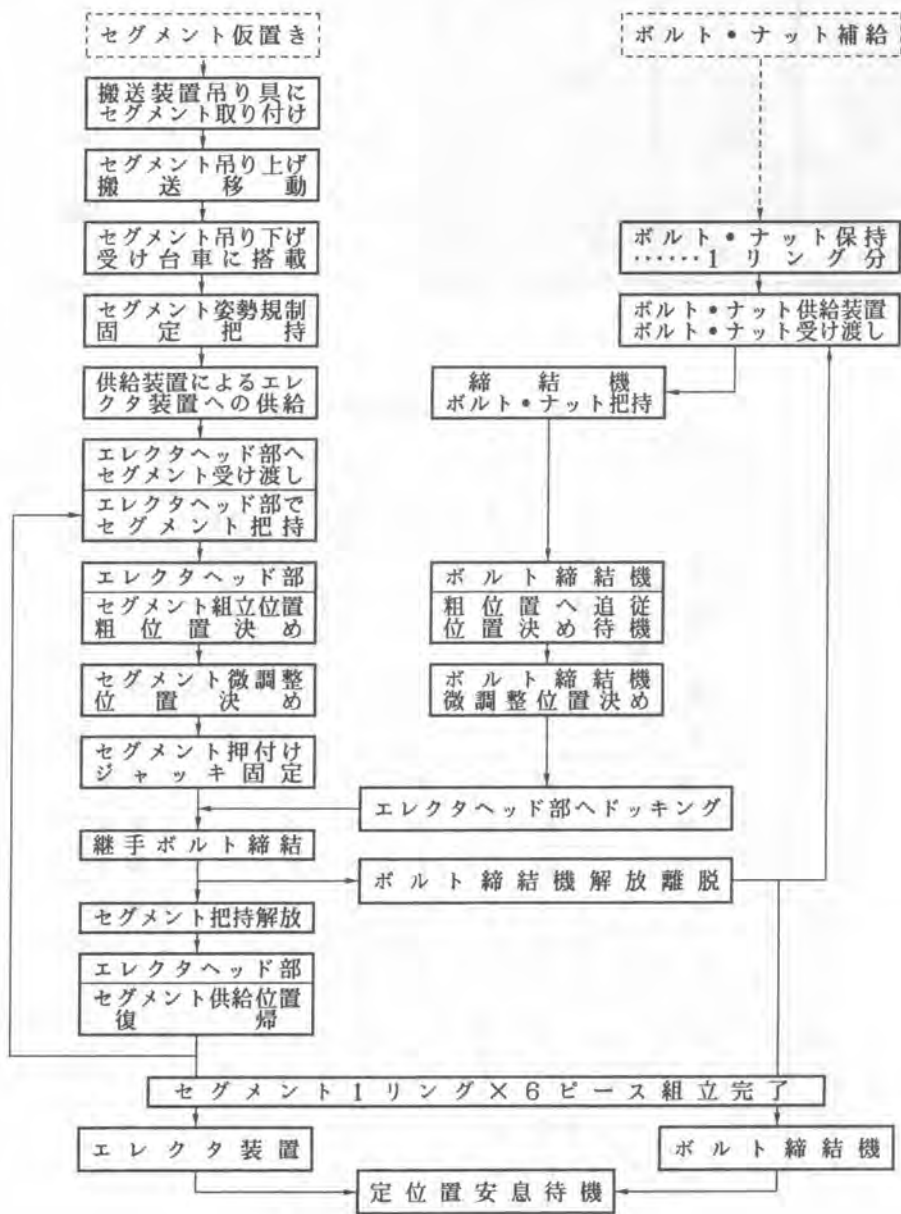 セグメント仮置き
搬送装置吊り具に
セグメント取り付け
セグメント吊り上げ
搬送移動
セグメント吊り下げ
受け台車に搭載
セグメント姿勢規制
固定把持
供給装置によるエレ
クタ装置への供給
エレクタヘッド部へ
セグメント受け渡し
エレクタヘッド部で
セグメント把持
エレクタヘッド部
セグメント組立位置
粗位置決め
セグメント微調整
位置決め
セグメント押付け
ジャッキ固定
継手ボルト締結
セグメント把持解放
エレクタヘッド部
セグメント供給位置
復帰
ボルト・ナット補給
ボルト・ナット保持
……1リング分
ボルト・ナット供給装置
ボルト・ナット受け渡し
締結機
ボルト・ナット把持
ボルト締結機
粗位置へ追従
位置決め待機
ボルト締結機
微調整位置決め
エレクタヘッド部へドッキング
ボルト締結機解放離脱
セグメント1リング×6ピース組立完了
エレクタ装置
ボルト締結機
定位置安息待機